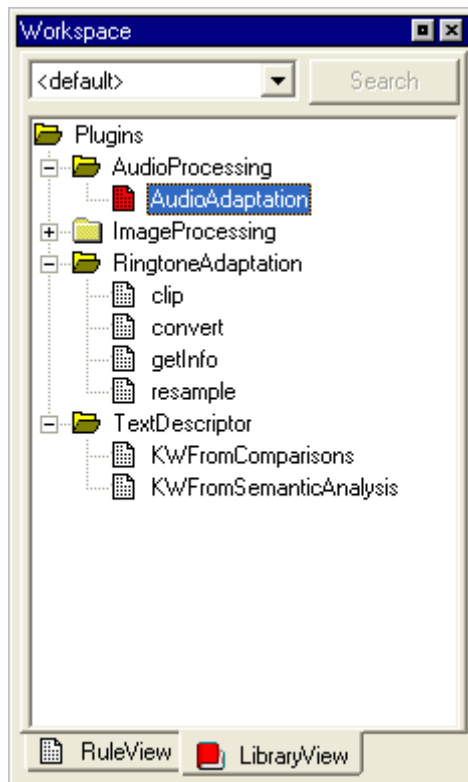 Workspace
<default> Search
Plugins
AudioProcessing
AudioAdaptation
ImageProcessing
RingtoneAdaptation
clip
convert
getInfo
resample
TextDescriptor
KWFromComparisons
KWFromSemanticAnalysis
RuleView LibraryView